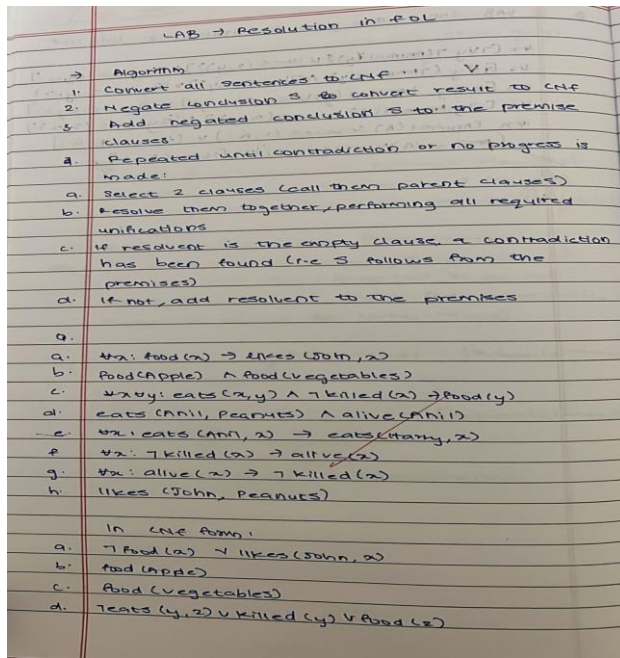 LAB → Resolution in FOL
→ Algorithm
1. Convert all sentences to CNF
2. Negate conclusion S & convert result to CNF
3. Add negated conclusion S to the premise
clauses
4. Repeated until contradiction or no progress is
made:
a. Select 2 clauses (call them parent clauses)
b. Resolve them together, performing all required
unifications
c. If resolvent is the empty clause, a contradiction
has been found (i.e S follows from the
premises)
d. If not, add resolvent to the premises
Q.
a. ∀x: food(x) → likes (John, x)
b. Food(Apple) ∧ food(vegetables)
c. ∀x∀y: eats(x,y) ∧ ¬killed(x) → food(y)
d. eats (Anil, Peanuts) ∧ alive(Anil)
e. ∀x: eats (Anil, x) → eats(Harry, x)
f. ∀x: ¬killed(x) → alive(x)
g. ∀x: alive(x) → ¬killed(x)
h. likes (John, Peanuts)
In CNF form:
a. ¬food(x) ∨ likes(John, x)
b. food (Apple)
c. food (vegetables)
d. ¬eats (y,z) ∨ killed(y) ∨ food(z)